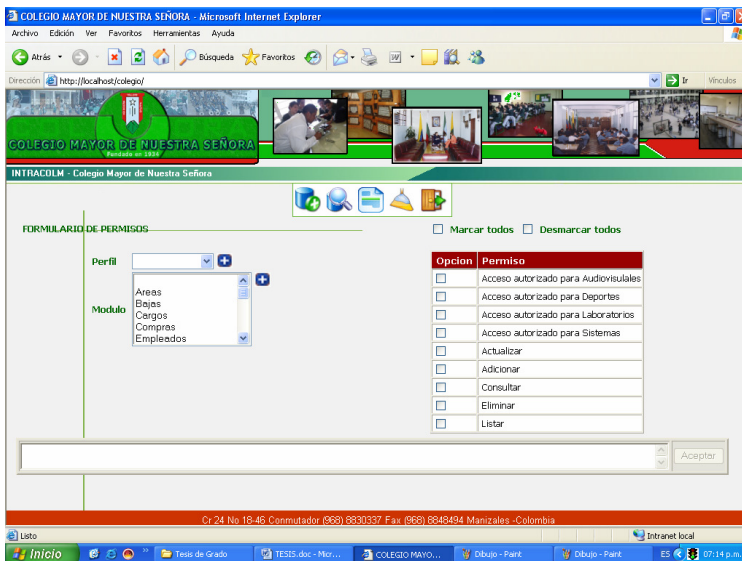 COLEGIO MAYOR DE NUESTRA SEÑORA - Microsoft Internet Explorer
Archivo Edición Ver Favoritos Herramientas Ayuda
Atrás Búsqueda Favoritos
Dirección http://localhost/colegio/ Ir Vínculos
COLEGIO MAYOR DE NUESTRA SEÑORA
Fundado en 1934
INTRACOLM - Colegio Mayor de Nuestra Señora
FORMULARIO DE PERMISOS
Marcar todos Desmarcar todos
Perfil
Modulo
Areas
Bajas
Cargos
Compras
Empleados
Opcion Permiso
Acceso autorizado para Audiovisulales
Acceso autorizado para Deportes
Acceso autorizado para Laboratorios
Acceso autorizado para Sistemas
Actualizar
Adicionar
Consultar
Eliminar
Listar
Aceptar
Cr 24 No 18-46 Conmutador (968) 8830337 Fax (968) 8848494 Manizales -Colombia
Listo Intranet local
Inicio Tesis de Grado TESIS.doc - Micr... COLEGIO MAYO... Dibujo - Paint Dibujo - Paint ES 07:14 p.m.